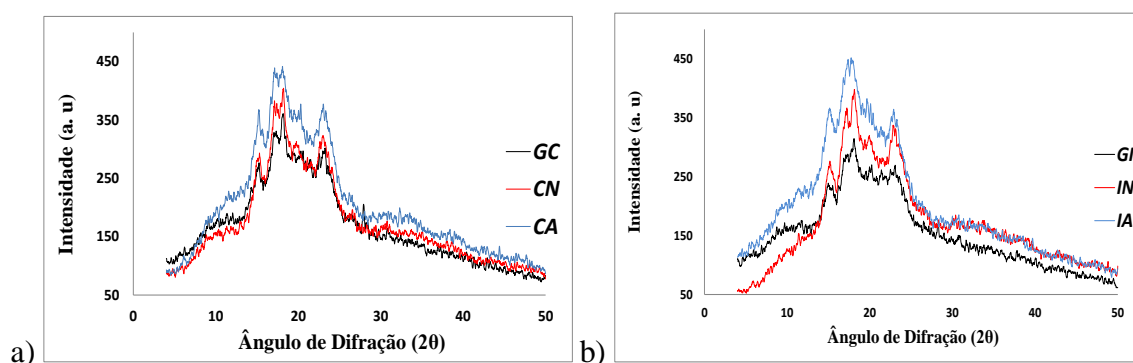 450
350
250
150
50
0 10 20 30 40 50
Intensidade (a. u)
Ângulo de Difração (2θ)
GC
CN
CA
a)
450
350
250
150
50
0 10 20 30 40 50
Intensidade (a. u)
Ângulo de Difração (2θ)
IN
IA
b)